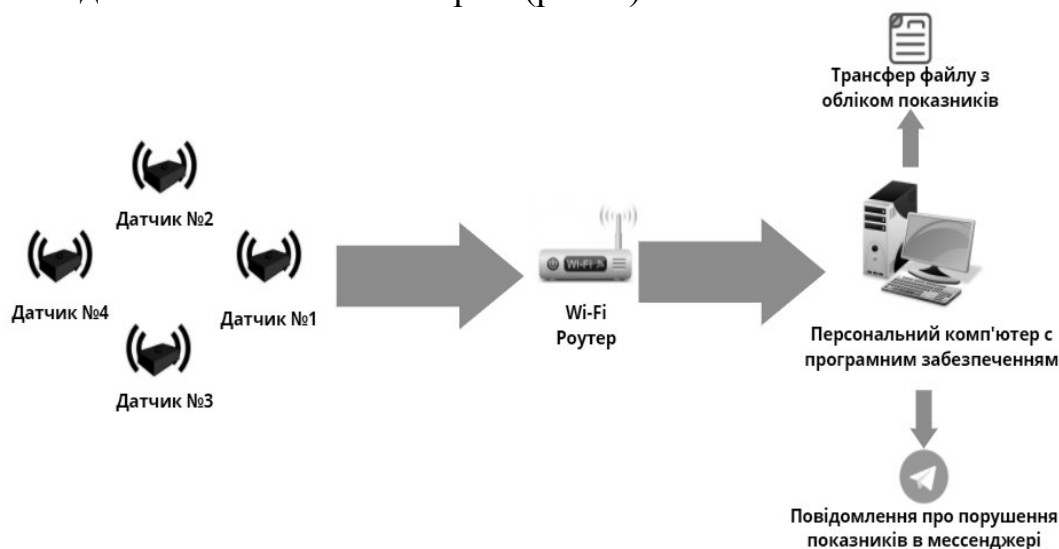 Трансфер файлу з
обліком показників
Датчик №2
Датчик №4
Датчик №1
Датчик №3
WI-FI
Wi-Fi
Роутер
Персональний комп'ютер с
програмним забезпеченням
Повідомлення про порушення
показників в мессенджері